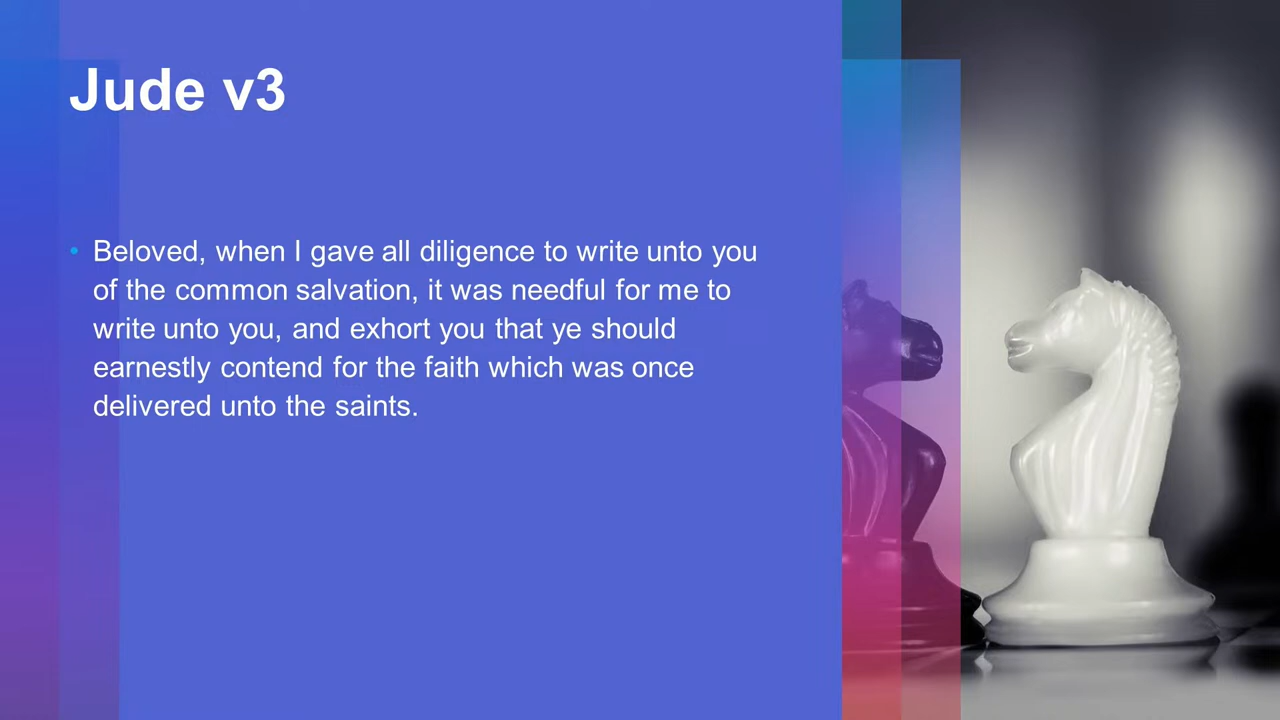 Jude v3
• Beloved, when I gave all diligence to write unto you
of the common salvation, it was needful for me to
write unto you, and exhort you that ye should
earnestly contend for the faith which was once
delivered unto the saints.